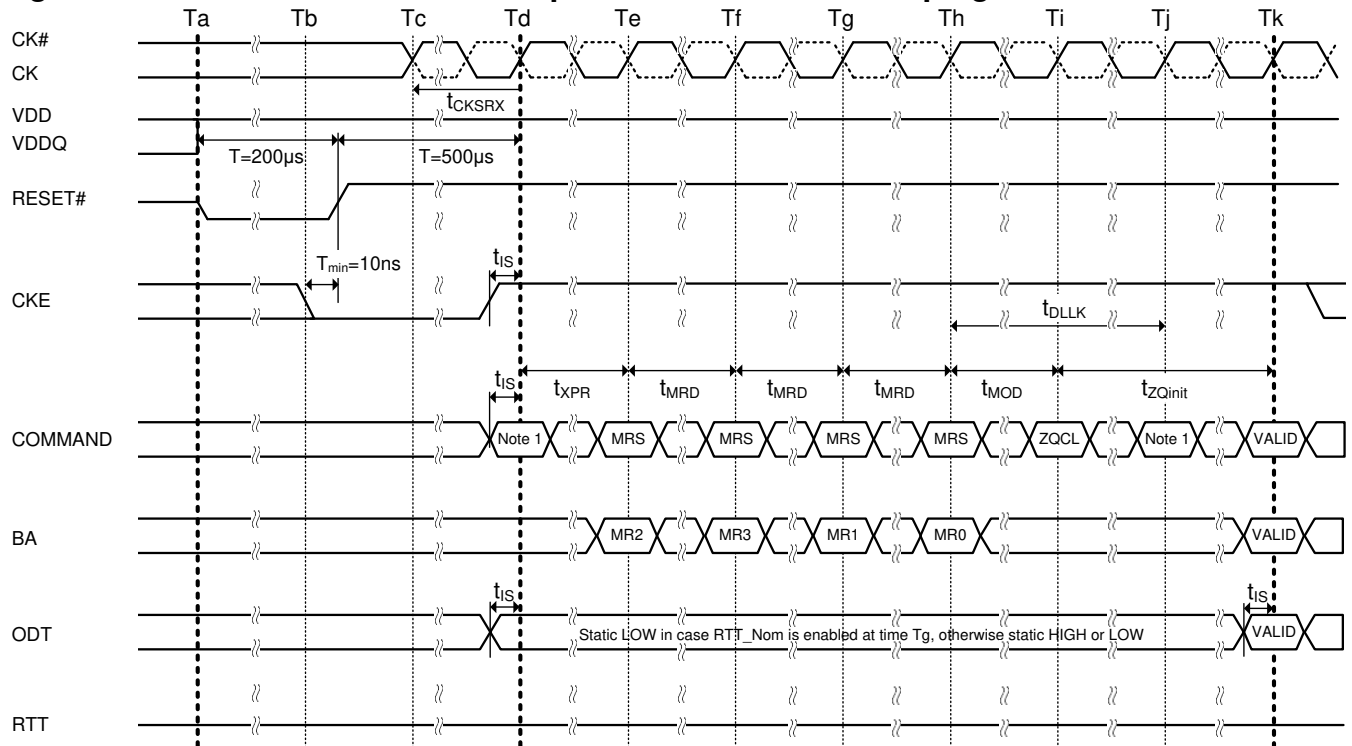 Ta Tb Tc Td Te Tf Tg Th Ti Tj Tk
CK#
CK
tCKSRX
VDD
VDDQ
T=200µs T=500µs
RESET#
Tmin=10ns
tIS
CKE
tDLLK
tIS tXPR tMRD tMRD tMRD tMOD tZQinit
COMMAND Note 1 MRS MRS MRS MRS ZQCL Note 1 VALID
BA MR2 MR3 MR1 MR0 VALID
tIS tIS
ODT Static LOW in case RTT_Nom is enabled at time Tg, otherwise static HIGH or LOW VALID
RTT